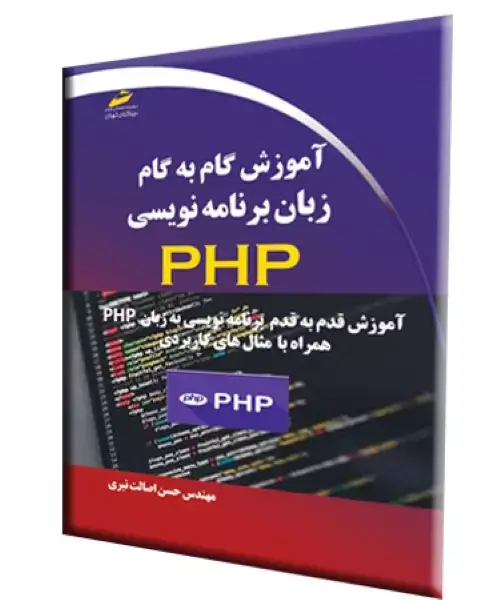 آموزش گام به گام
زبان برنامه نویسی
PHP
آموزش قدم به قدم برنامه نویسی به زبان PHP
همراه با مثال های کاربردی
php PHP
مهندس حسن اصالت نیری